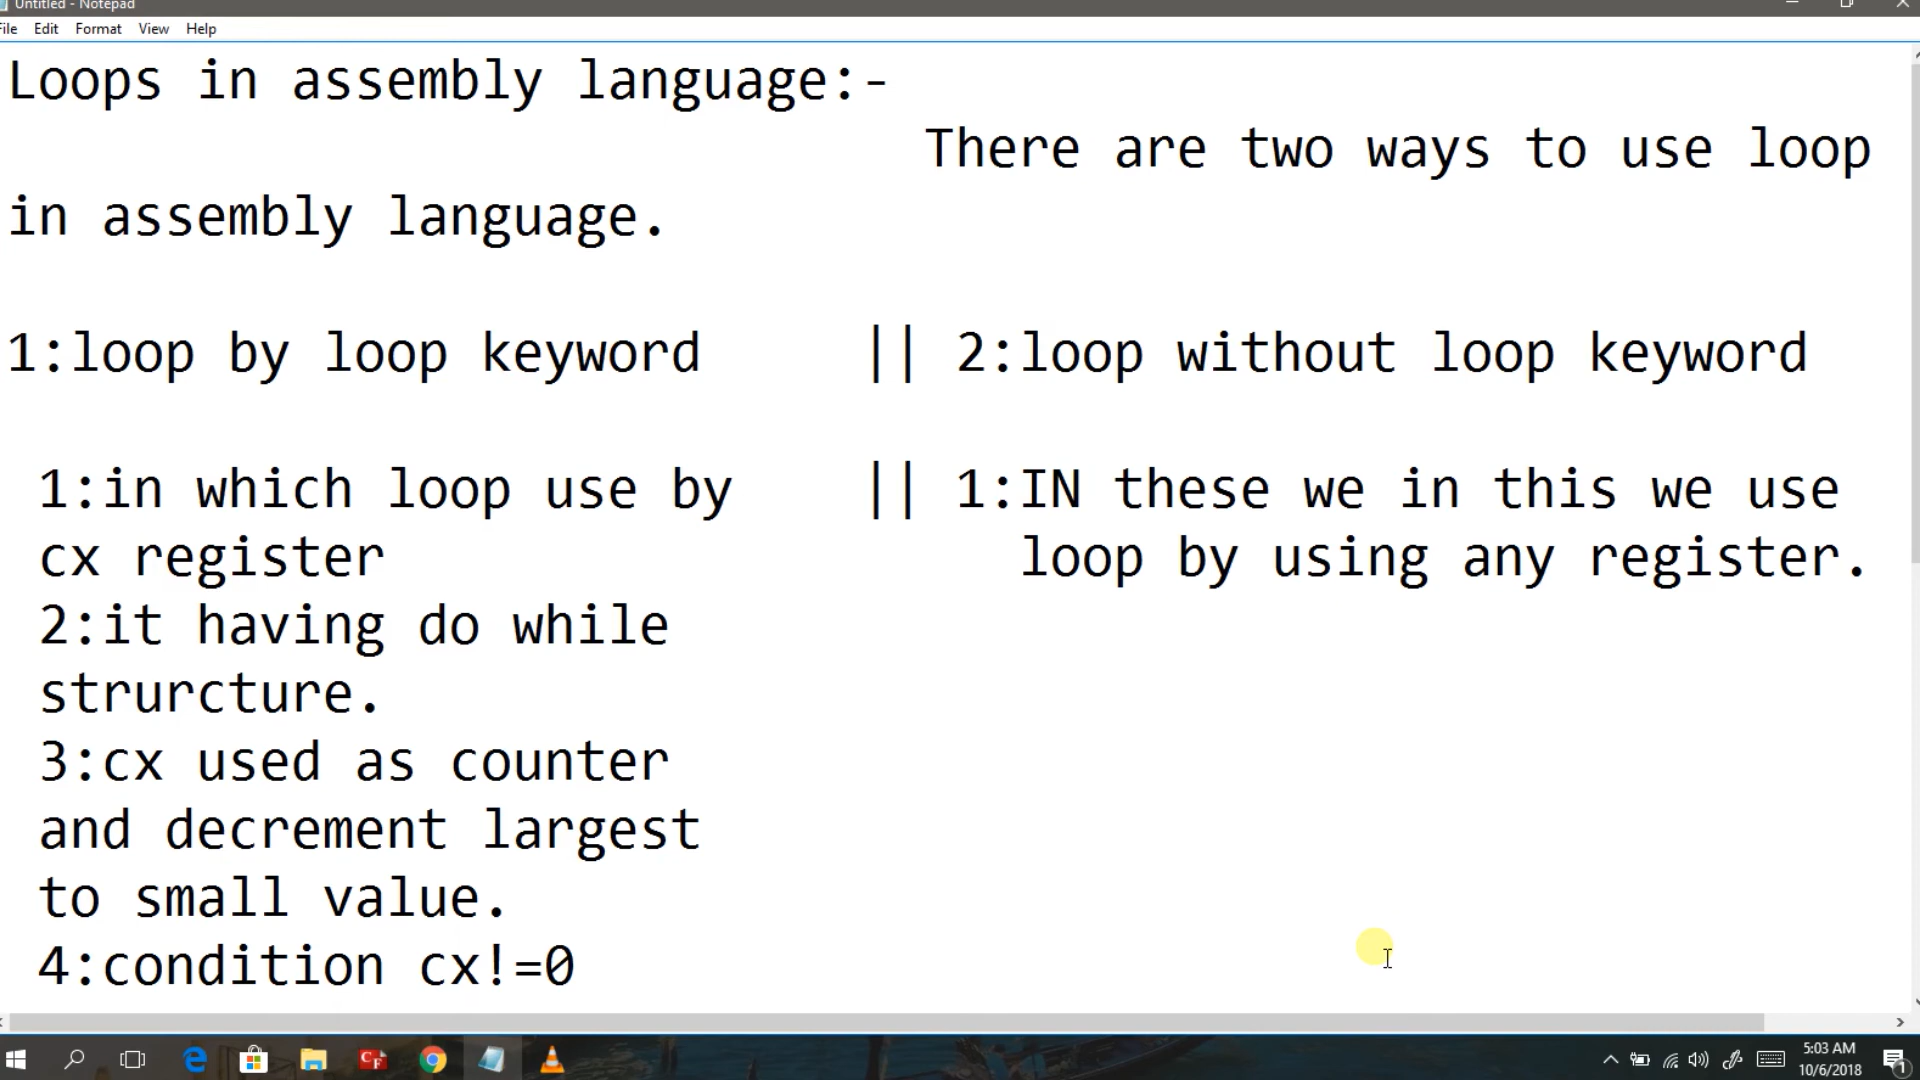 Untitled - Notepad
File Edit Format View Help
Loops in assembly language:-
There are two ways to use loop
in assembly language.
1:loop by loop keyword || 2:loop without loop keyword
1:in which loop use by || 1:IN these we in this we use
cx register loop by using any register.
2:it having do while
strurcture.
3:cx used as counter
and decrement largest
to small value.
4:condition cx!=0
5:03 AM
10/6/2018